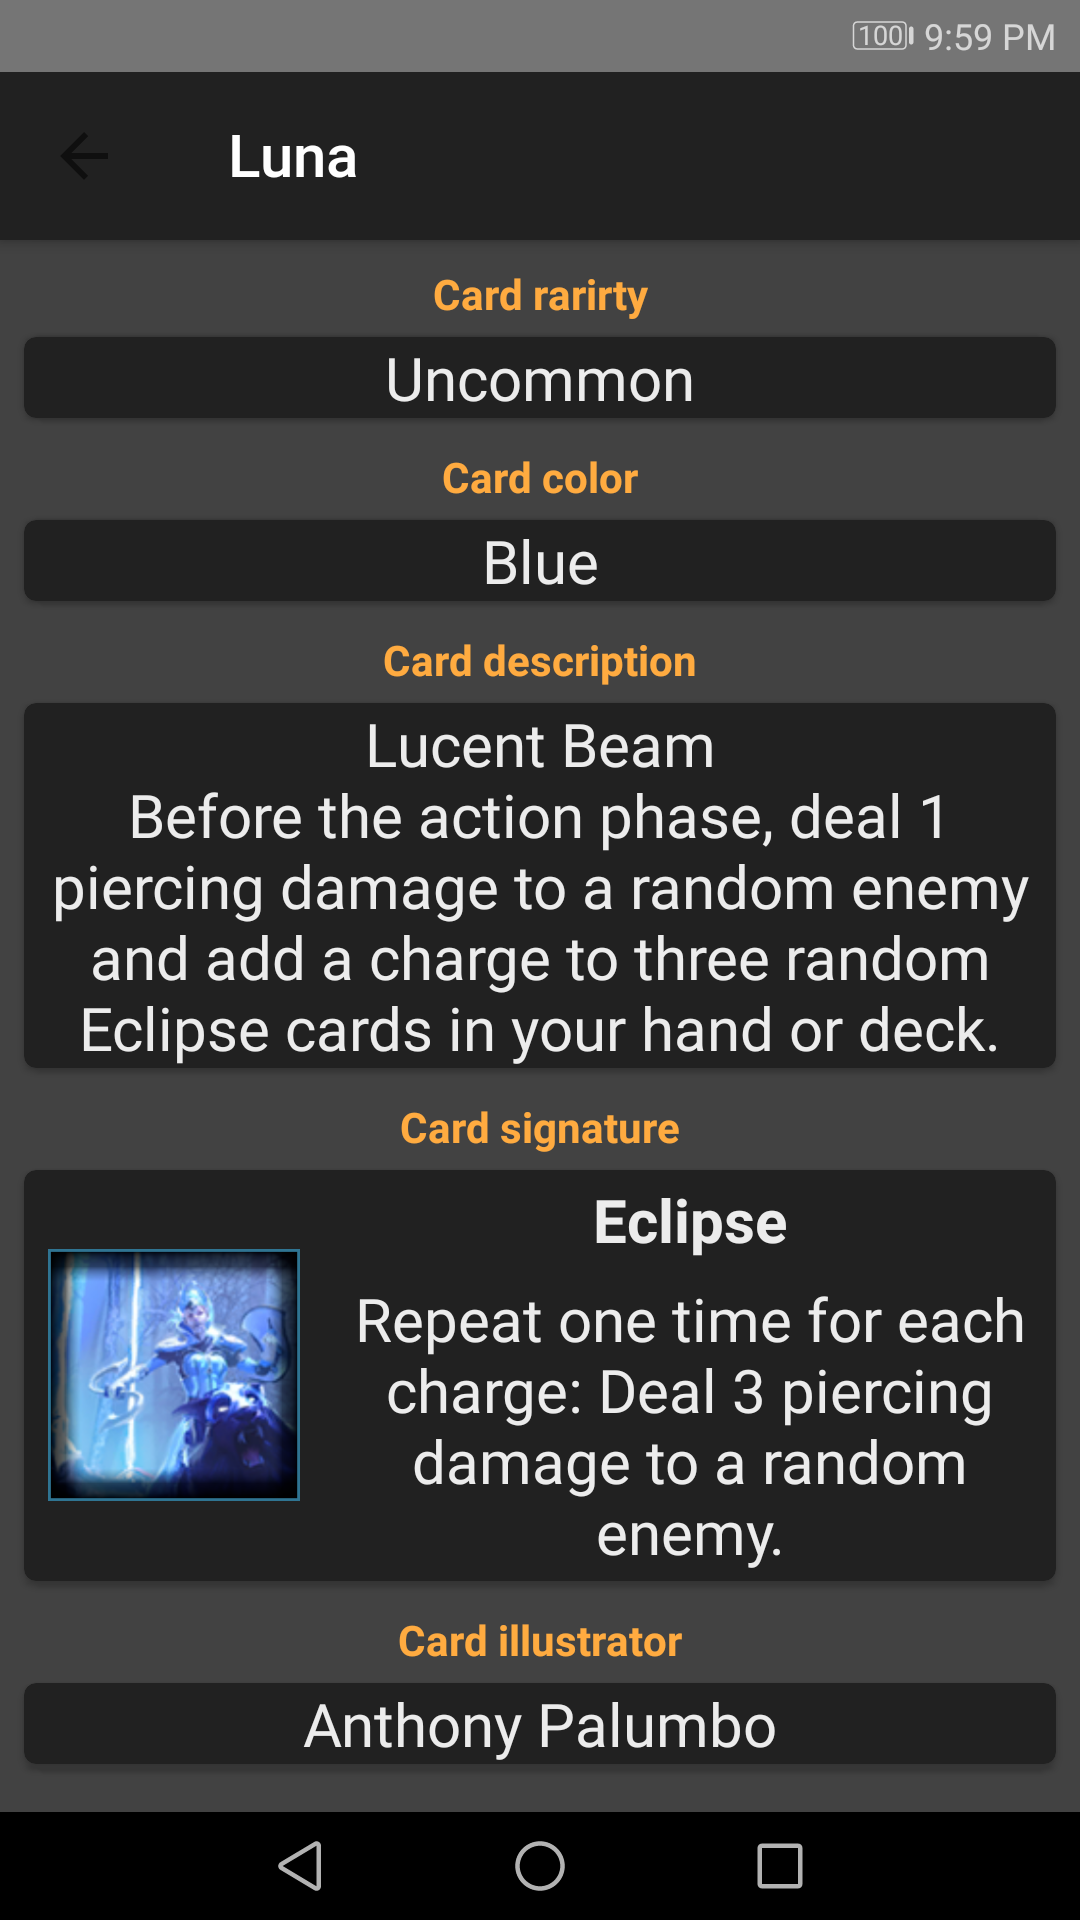 100 9:59 PM
Luna
Card rarirty
Uncommon
Card color
Blue
Card description
Lucent Beam
Before the action phase, deal 1
piercing damage to a random enemy
and add a charge to three random
Eclipse cards in your hand or deck.
Card signature
Eclipse
Repeat one time for each
charge: Deal 3 piercing
damage to a random
enemy.
Card illustrator
Anthony Palumbo